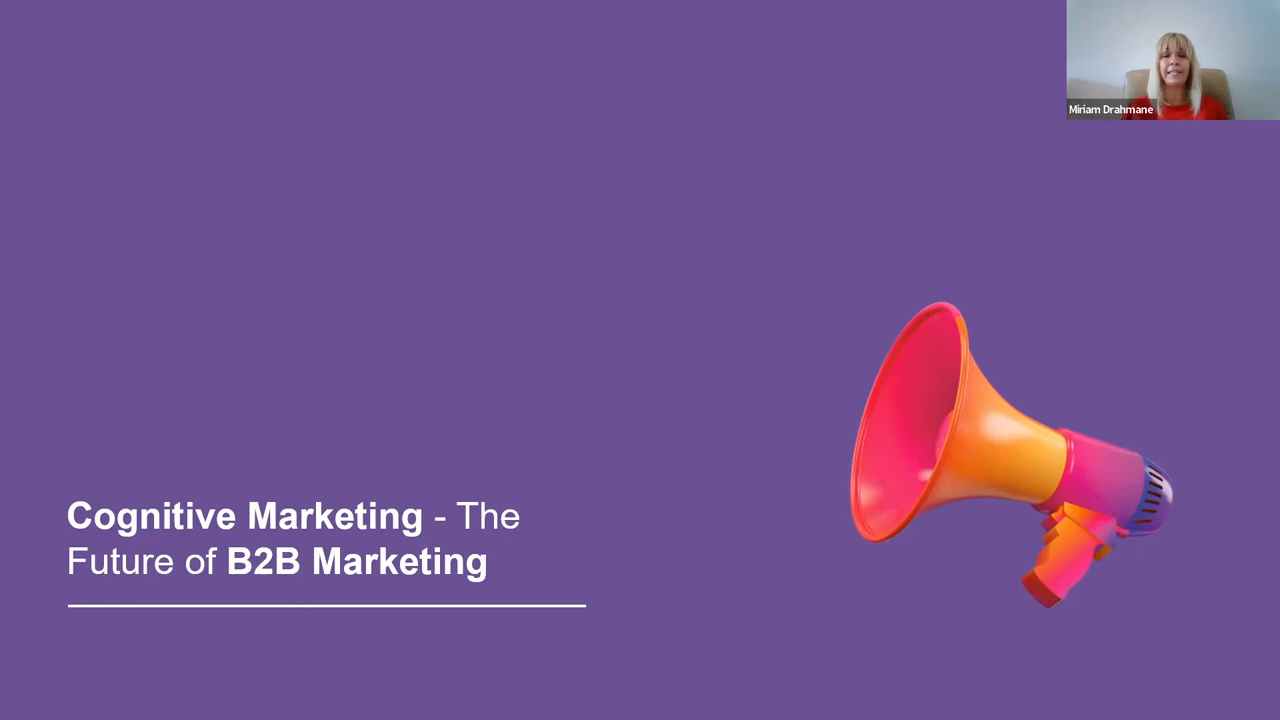 Miriam Drahmane
Cognitive Marketing - The
Future of B2B Marketing